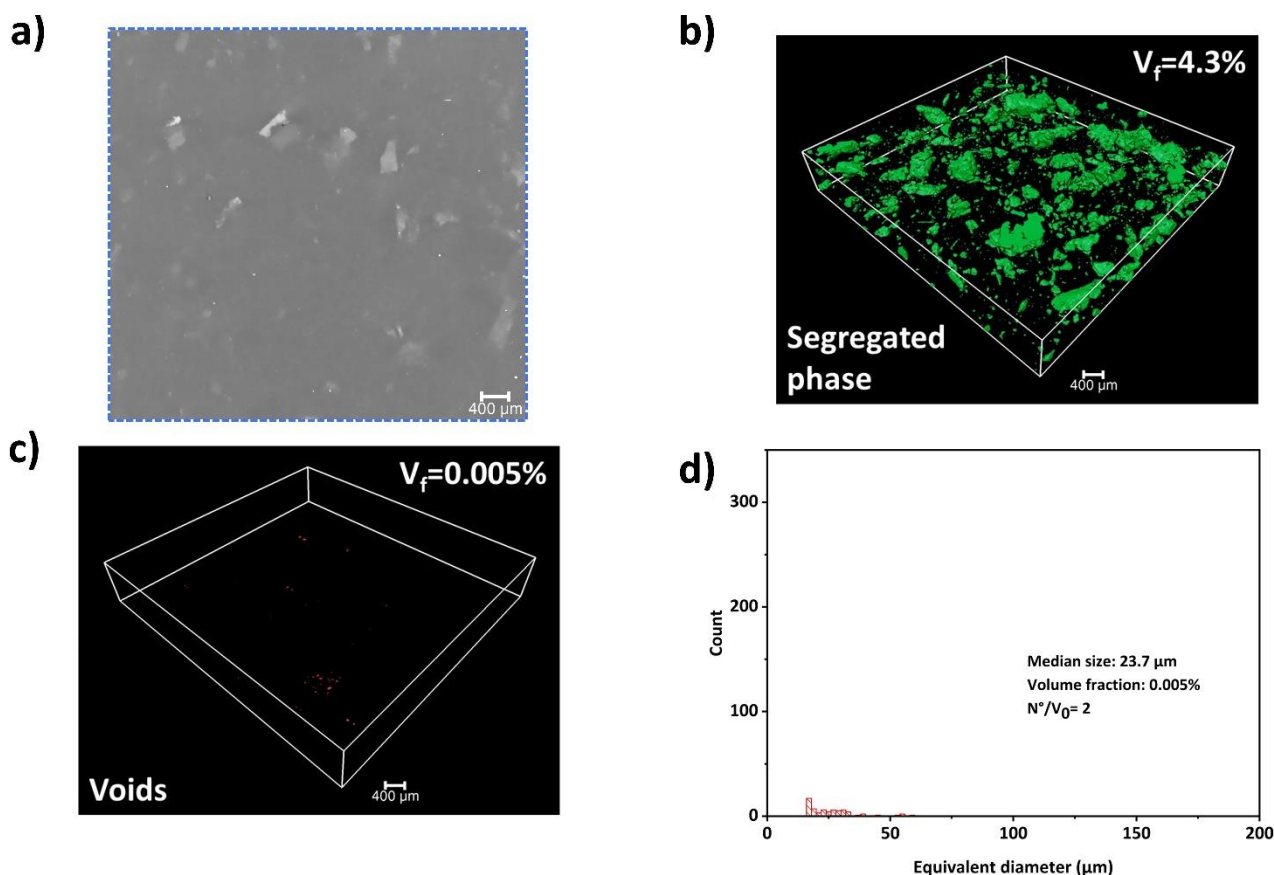 a)
400 µm
b)
V_f=4.3%
Segregated
phase
400 µm
c)
V_f=0.005%
Voids
400 µm
d)
300
200
100
0
Count
Median size: 23.7 µm
Volume fraction: 0.005%
N°/V_0= 2
0
50
100
150
200
Equivalent diameter (µm)